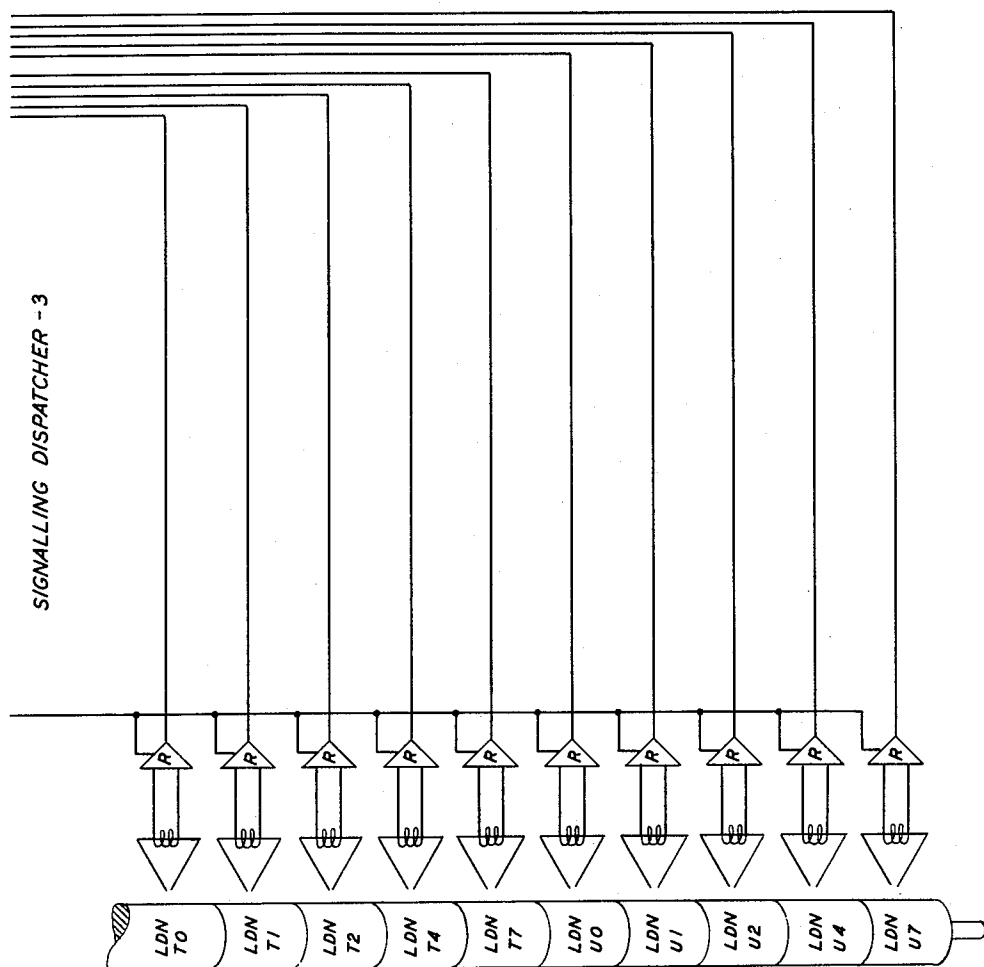 SIGNALLING DISPATCHER - 3
R R R R R R R R R R
LDN LDN LDN LDN LDN LDN LDN LDN LDN LDN
T0 T1 T2 T4 T7 U0 U1 U2 U4 U7